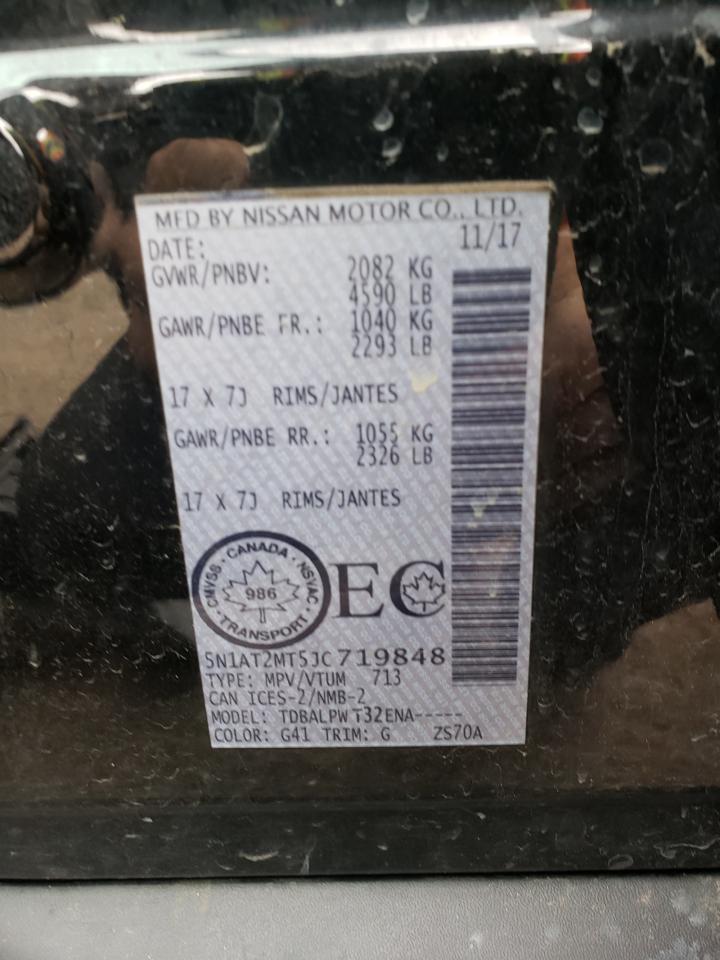 MFD BY NISSAN MOTOR CO., LTD.
DATE: 11/17
GVWR/PNBV: 2082 KG
4590 LB
GAWR/PNBE FR.: 1040 KG
2293 LB
17 X 7J RIMS/JANTES
GAWR/PNBE RR.: 1055 KG
2326 LB
17 X 7J RIMS/JANTES
CMVSS · CANADA · NSVAC · TRANSPORT ·
986
EC
5N1AT2MT5JC719848
TYPE: MPV/VTUM 713
CAN ICES-2/NMB-2
MODEL: TDBALPW T32ENA-----
COLOR: G41 TRIM: G ZS70A